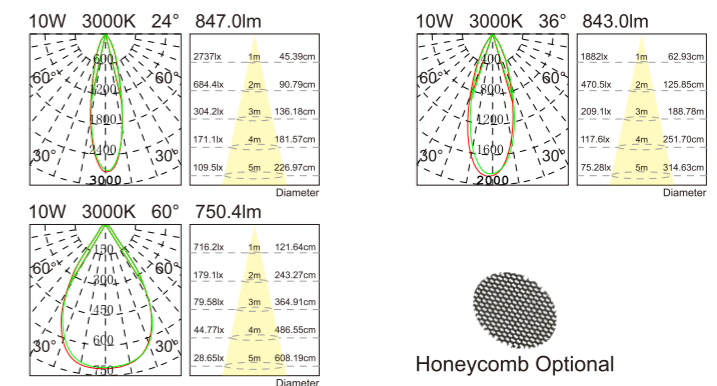 10W 3000K 24° 847.0lm
600
1200
1800
2400
3000
60° 60°
30° 30°
2737lx 1m 45.39cm
684.4lx 2m 90.79cm
304.2lx 3m 136.18cm
171.1lx 4m 181.57cm
109.5lx 5m 226.97cm
Diameter
10W 3000K 36° 843.0lm
400
800
1200
1600
2000
60° 60°
30° 30°
1882lx 1m 62.93cm
470.5lx 2m 125.85cm
209.1lx 3m 188.78m
117.6lx 4m 251.70cm
75.28lx 5m 314.63cm
Diameter
10W 3000K 60° 750.4lm
150
300
450
600
750
60° 60°
30° 30°
716.2lx 1m 121.64cm
179.1lx 2m 243.27cm
79.58lx 3m 364.91cm
44.77lx 4m 486.55cm
28.65lx 5m 608.19cm
Diameter
Honeycomb Optional